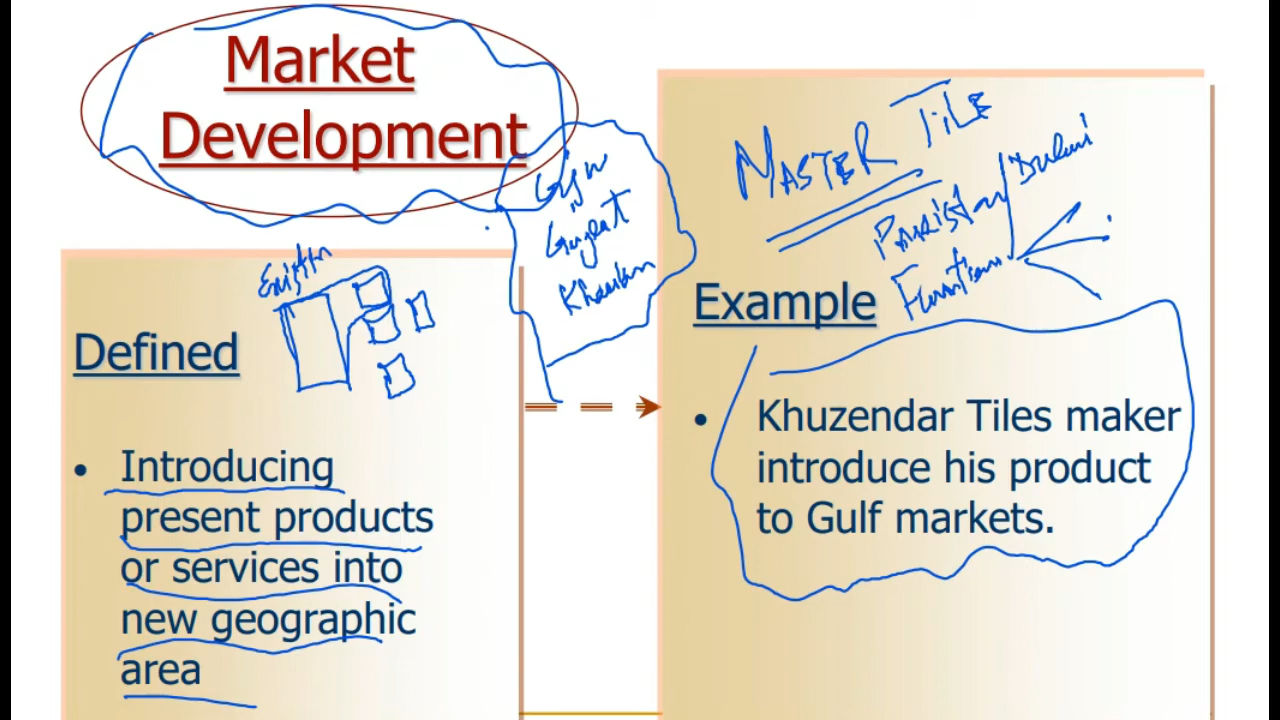 Market
Development
MASTER TILE
Pakistan
Dubai
Gujrat
Defined
Example
• Introducing
present products
or services into
new geographic
area
• Khuzendar Tiles maker
introduce his product
to Gulf markets.